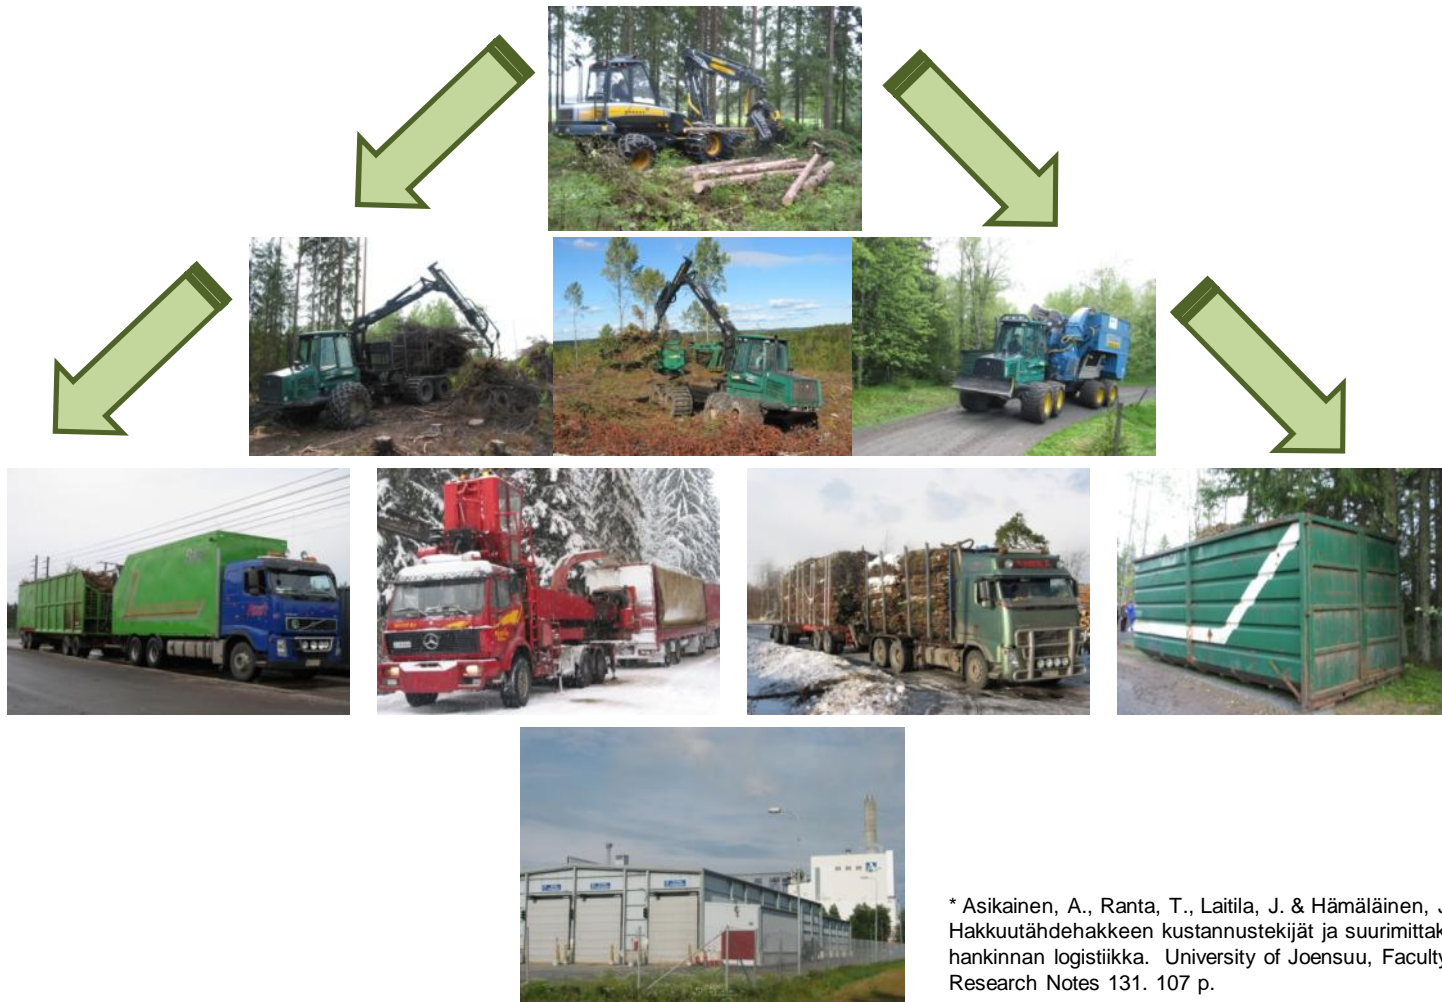 * Asikainen, A., Ranta, T., Laitila, J. & Hämäläinen, J
Hakkuutähdehakkeen kustannustekijät ja suurimittak
hankinnan logistiikka. University of Joensuu, Faculty
Research Notes 131. 107 p.